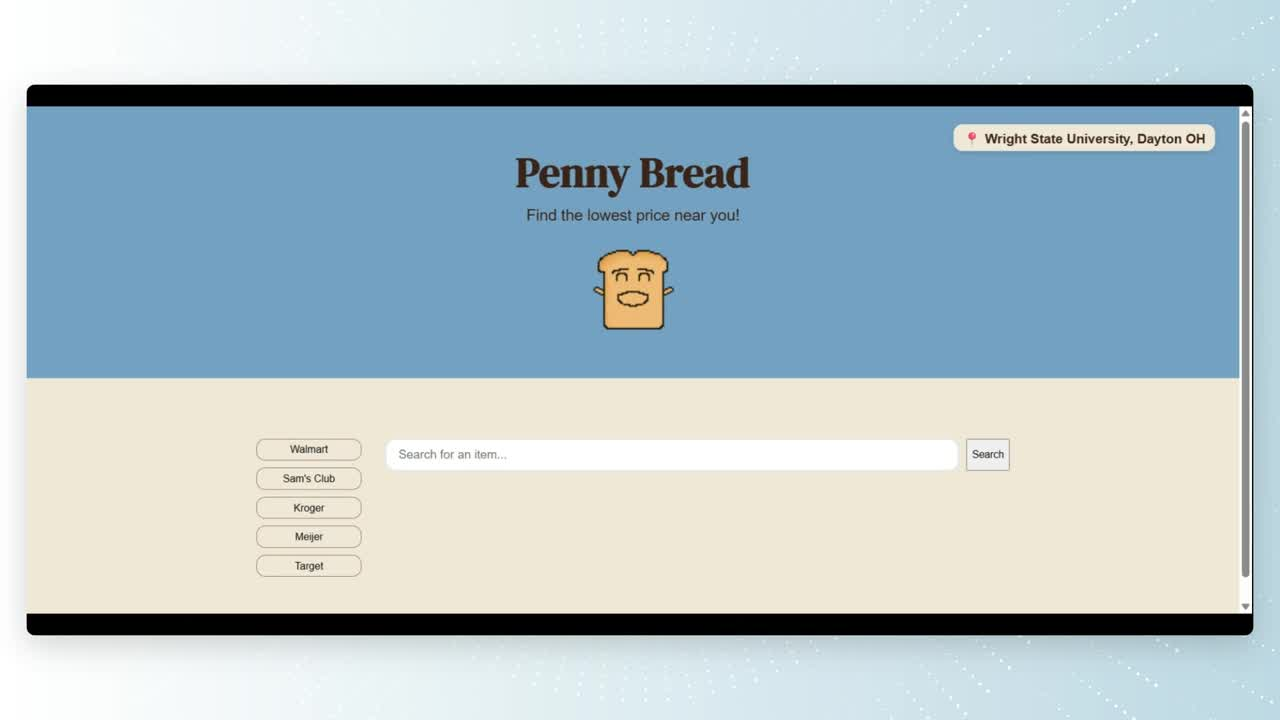 Wright State University, Dayton OH
Penny Bread
Find the lowest price near you!
Walmart
Search for an item...
Search
Sam's Club
Kroger
Meijer
Target